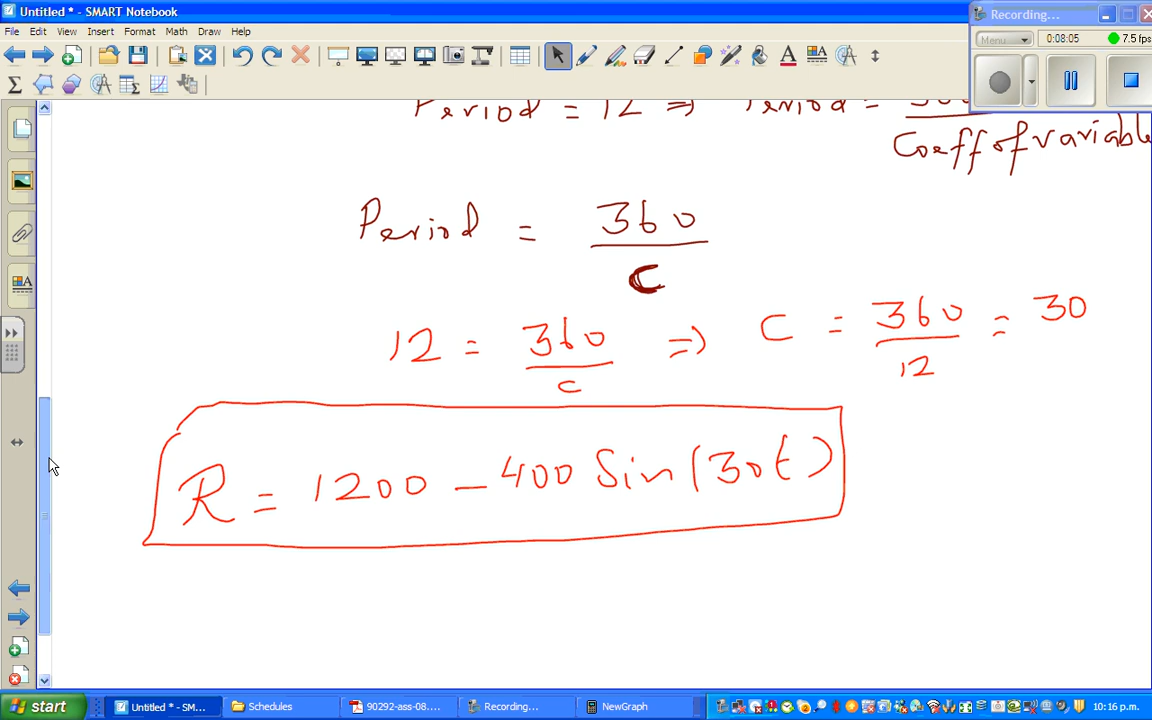 Untitled * - SMART Notebook
Recording...
File Edit View Insert Format Math Draw Help
Menu 0:08:05 7.5 fps
Period = 12 ⇒ Period =
Coeff of variable
Period = 360
C
12 = 360 ⇒ C = 360 = 30
c 12
R = 1200 - 400 Sin(30t)
start Untitled * - SM... Schedules 90292-ass-08.... Recording... NewGraph 10:16 p.m.